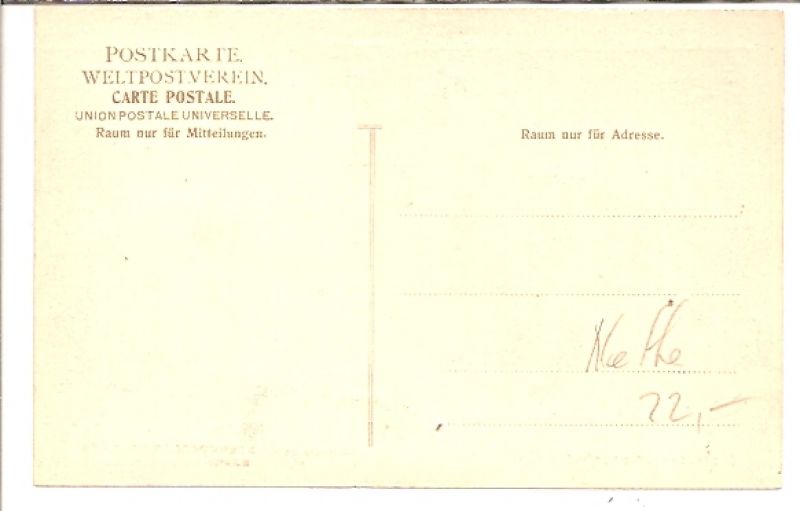 POSTKARTE.
WELTPOSTVEREIN.
CARTE POSTALE.
UNION POSTALE UNIVERSELLE.
Raum nur für Mitteilungen.
Raum nur für Adresse.
22,-